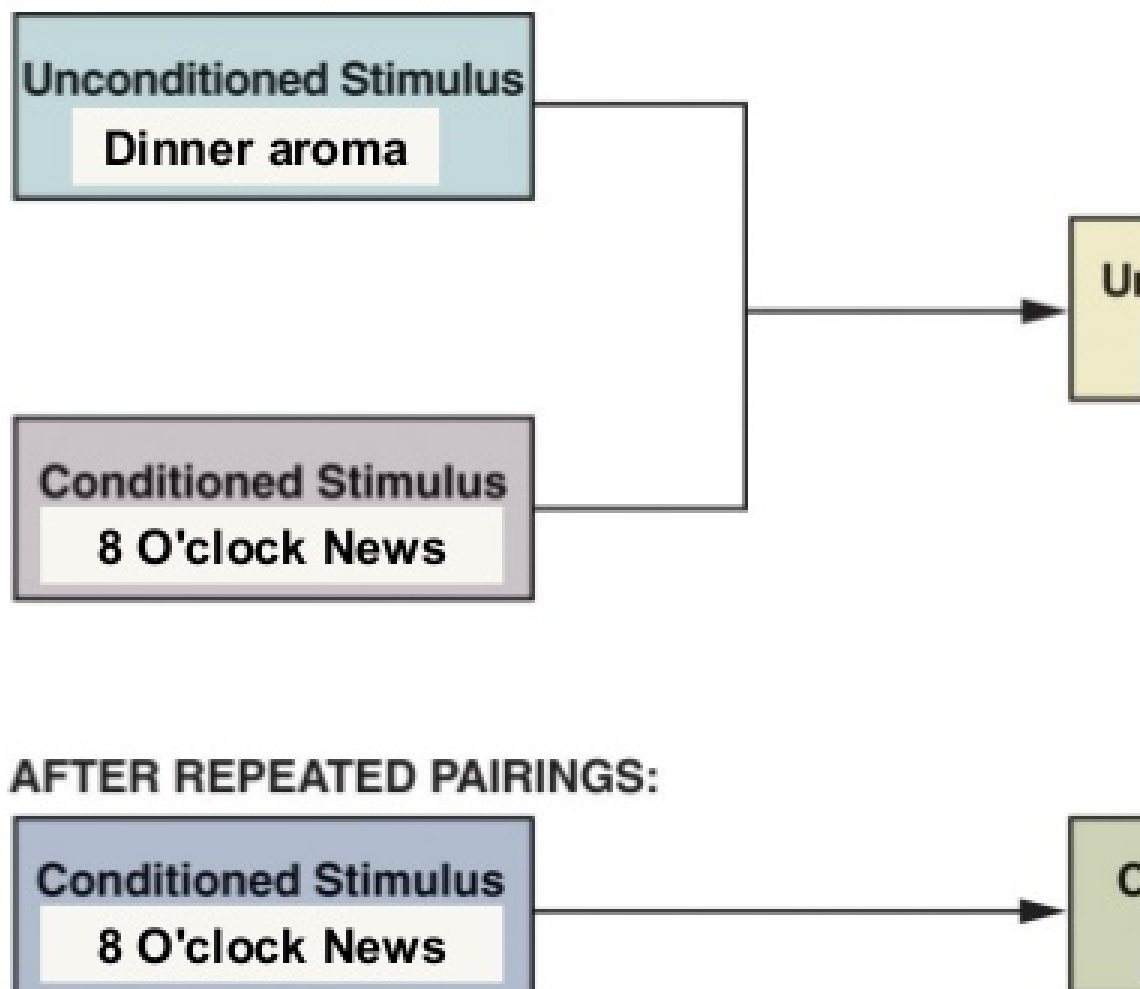 Unconditioned Stimulus
Dinner aroma
Conditioned Stimulus
8 O'clock News
AFTER REPEATED PAIRINGS:
Conditioned Stimulus
8 O'clock News